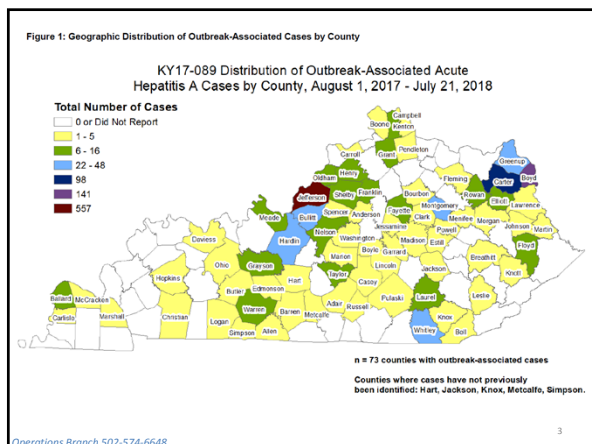 Figure 1: Geographic Distribution of Outbreak-Associated Cases by County
KY17-089 Distribution of Outbreak-Associated Acute
Hepatitis A Cases by County, August 1, 2017 - July 21, 2018
Total Number of Cases
0 or Did Not Report
1 - 5
6 - 16
22 - 48
98
141
557
Campbell
Boone
Kenton
Grant
Pendleton
Carroll
Greenup
Henry
Oldham
Fleming
Carter
Boyd
Jefferson
Shelby
Franklin
Bourbon
Rowan
Elliott
Spencer
Anderson
Fayette
Montgomery
Lawrence
Meade
Bullitt
Clark
Menifee
Morgan
Nelson
Jessamine
Powell
Johnson
Martin
Hardin
Washington
Madison
Estill
Daviess
Marion
Boyle
Garrard
Breathitt
Floyd
Ohio
Grayson
Lincoln
Jackson
Knott
Hopkins
Taylor
Casey
Butler
Edmonson
Hart
Pulaski
Laurel
Leslie
Ballard
McCracken
Warren
Adair
Russell
Carlisle
Marshall
Christian
Logan
Barren
Metcalfe
Knox
Simpson
Allen
Whitley
Bell
n = 73 counties with outbreak-associated cases
Counties where cases have not previously
been identified: Hart, Jackson, Knox, Metcalfe, Simpson.
Operations Branch 502-574-6648
3